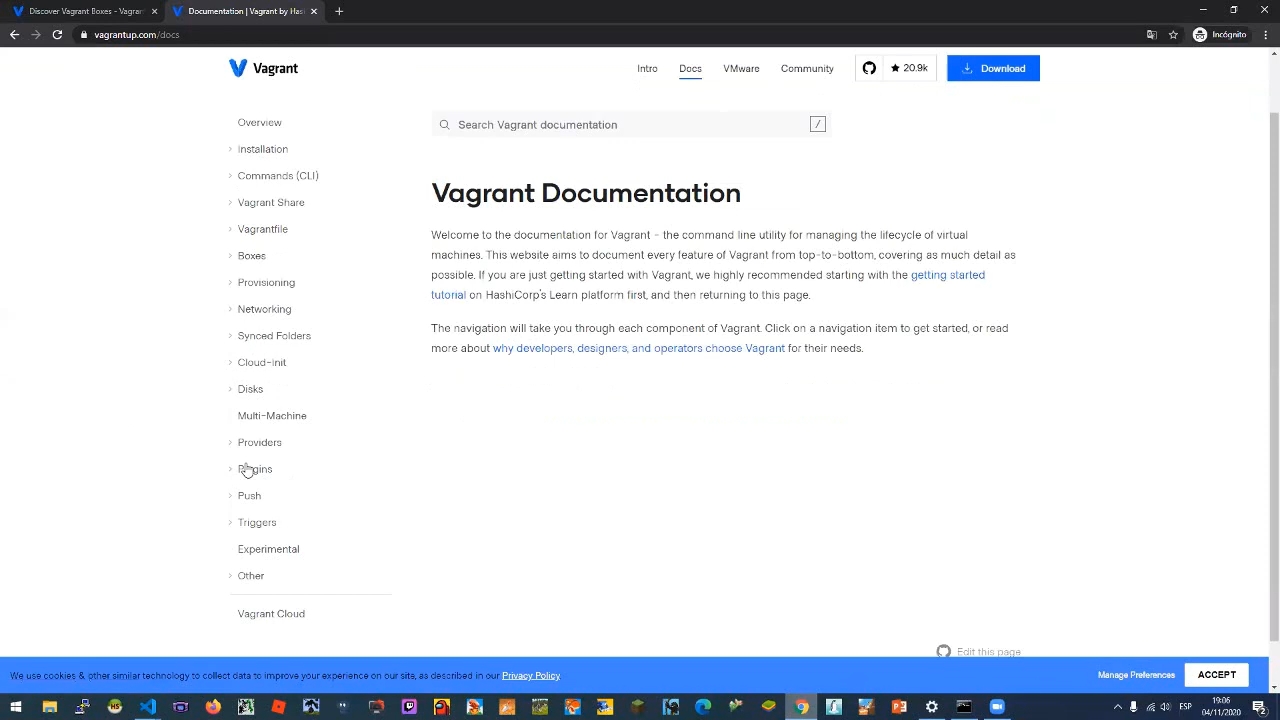 Discover Vagrant Boxes - Vagrant
Documentation | Vagrant by Has
vagrantup.com/docs
Incógnito
Vagrant
Intro
Docs
VMware
Community
20.9k
Download
Overview
Installation
Commands (CLI)
Vagrant Share
Vagrantfile
Boxes
Provisioning
Networking
Synced Folders
Cloud-Init
Disks
Multi-Machine
Providers
Plugins
Push
Triggers
Experimental
Other
Vagrant Cloud
Search Vagrant documentation
/
Vagrant Documentation
Welcome to the documentation for Vagrant - the command line utility for managing the lifecycle of virtual
machines. This website aims to document every feature of Vagrant from top-to-bottom, covering as much detail as
possible. If you are just getting started with Vagrant, we highly recommended starting with the getting started
tutorial on HashiCorp's Learn platform first, and then returning to this page.
The navigation will take you through each component of Vagrant. Click on a navigation item to get started, or read
more about why developers, designers, and operators choose Vagrant for their needs.
Edit this page
We use cookies & other similar technology to collect data to improve your experience on our site, as described in our Privacy Policy.
Manage Preferences
ACCEPT
ESP
19:06
04/11/2020